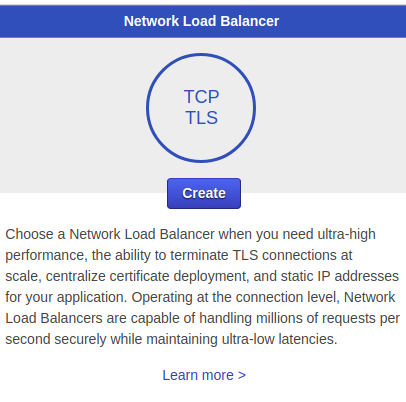 Network Load Balancer
TCP
TLS
Create
Choose a Network Load Balancer when you need ultra-high
performance, the ability to terminate TLS connections at
scale, centralize certificate deployment, and static IP addresses
for your application. Operating at the connection level, Network
Load Balancers are capable of handling millions of requests per
second securely while maintaining ultra-low latencies.
Learn more >